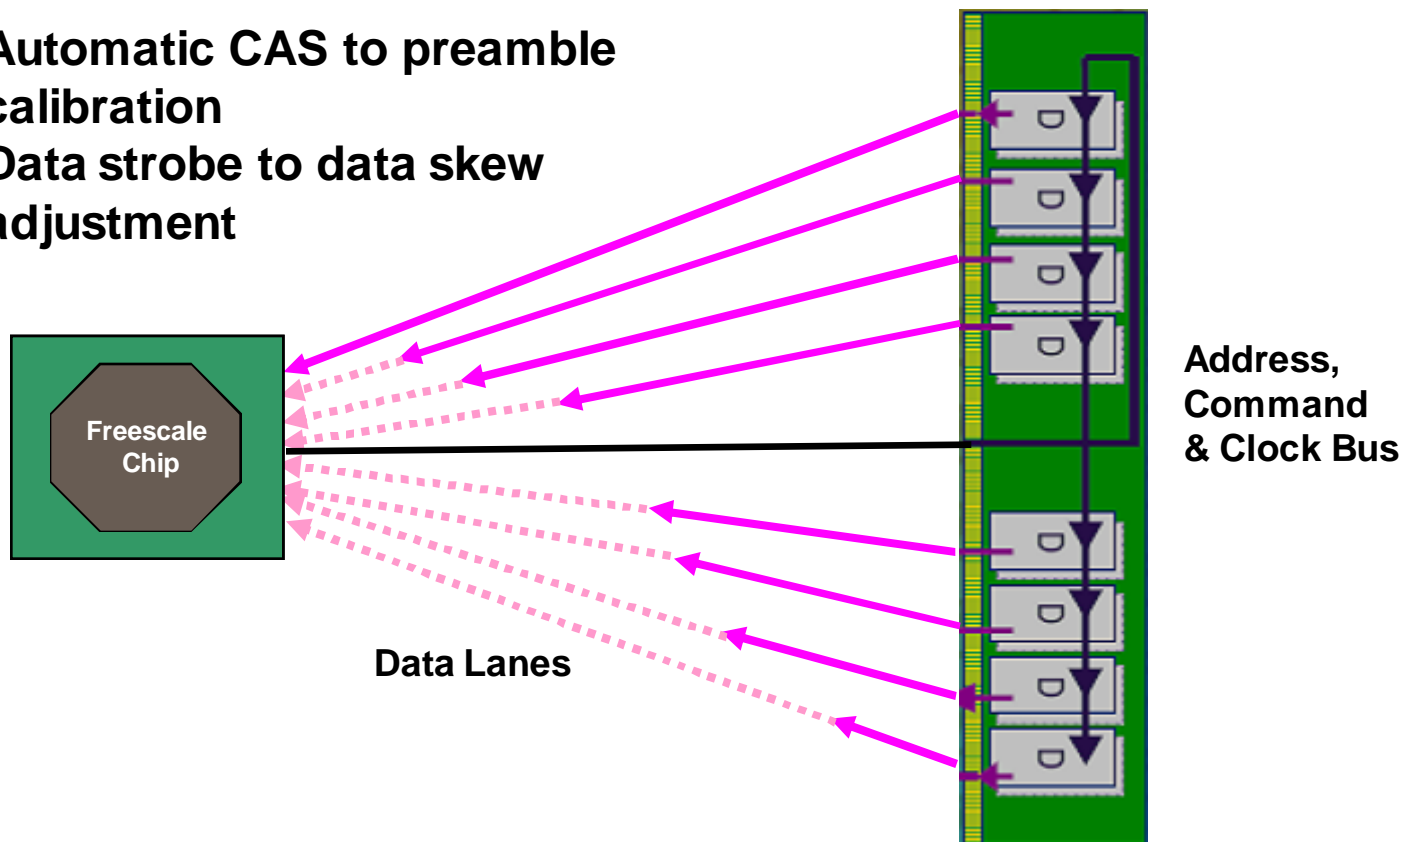 Automatic CAS to preamble
calibration
Data strobe to data skew
adjustment
Freescale
Chip
Data Lanes
D
D
D
D
D
D
D
D
Address,
Command
& Clock Bus